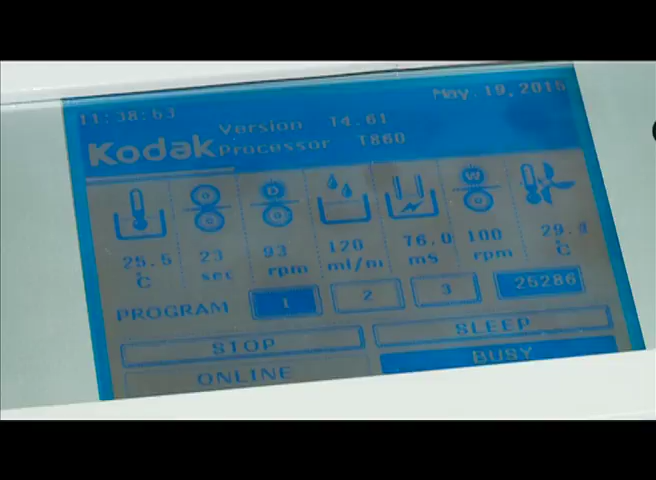 11:38:53 May.19,2015
Version 14.61
Kodak Processor T860
D W
25.5 23 93 120 76.0 100 29.
°C sec rpm ml/m mS rpm °C
PROGRAM 1 2 3 25286
STOP SLEEP
ONLINE BUSY